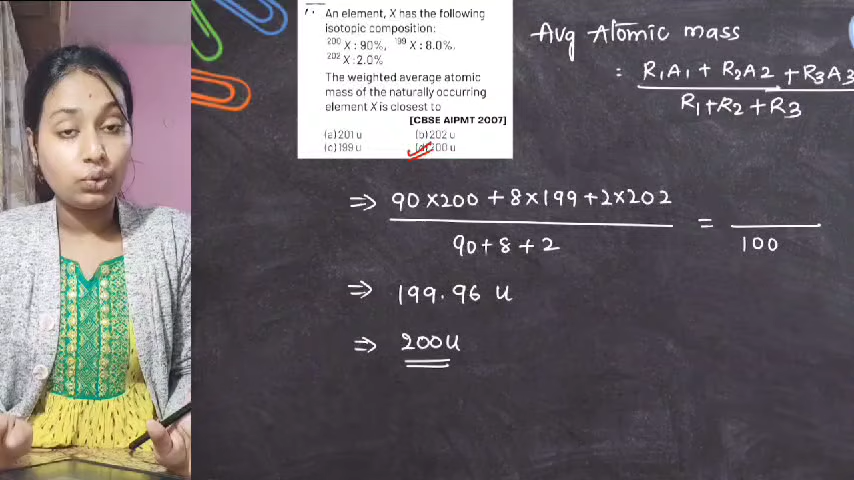 An element, X has the following
isotopic composition:
²⁰⁰X : 90%, ¹⁹⁹X : 8.0%,
²⁰²X : 2.0%
The weighted average atomic
mass of the naturally occurring
element X is closest to
[CBSE AIPMT 2007]
(a) 201 u (b) 202 u
(c) 199 u (d) 200 u
Avg Atomic mass
= R₁A₁ + R₂A₂ + R₃A₃
R₁+R₂+R₃
⇒ 90×200 + 8×199 + 2×202
90+8+2 = 100
⇒ 199.96 u
⇒ 200u